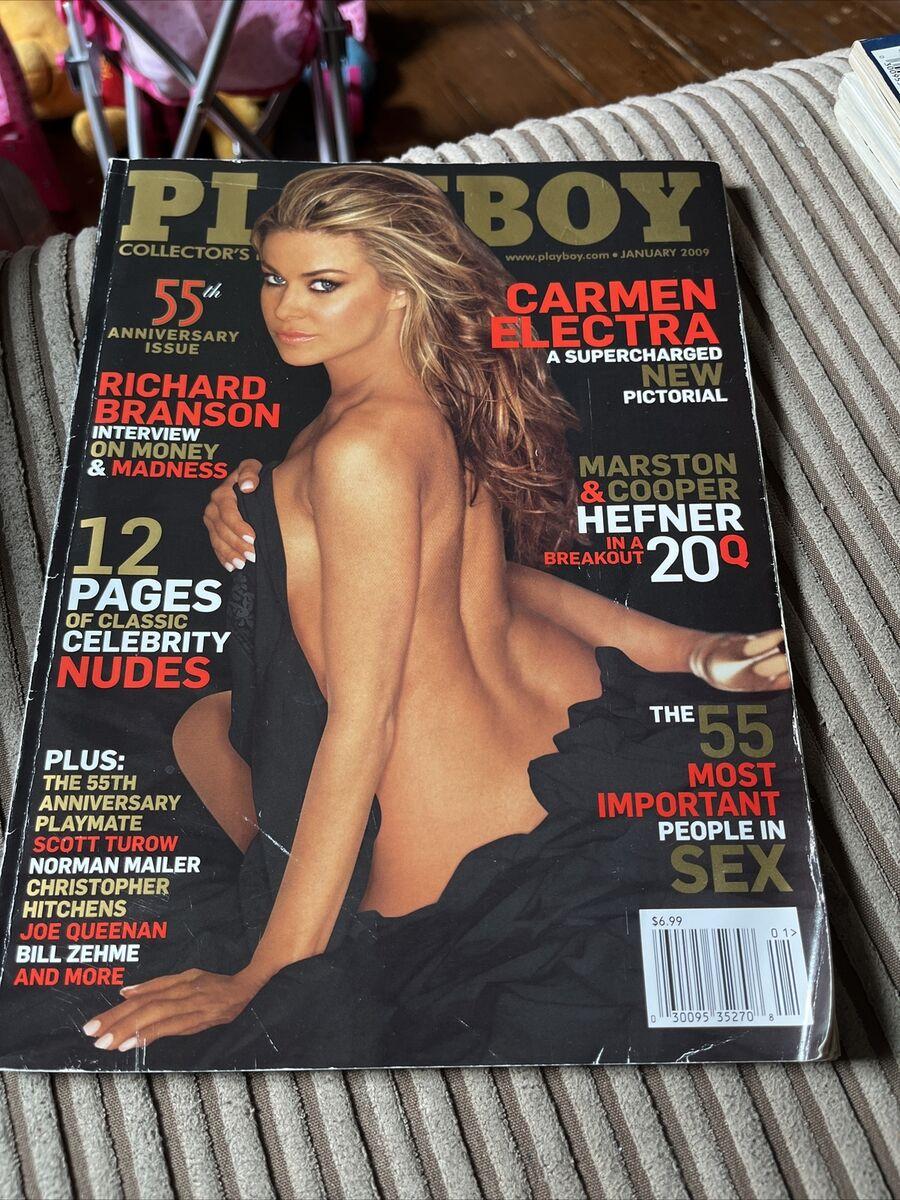 PL BOY
COLLECTOR'S
www.playboy.com • JANUARY 2009
55th
ANNIVERSARY
ISSUE
CARMEN
ELECTRA
A SUPERCHARGED
NEW
PICTORIAL
RICHARD
BRANSON
INTERVIEW
ON MONEY
& MADNESS
MARSTON
& COOPER
HEFNER
IN A
BREAKOUT 20Q
12
PAGES
OF CLASSIC
CELEBRITY
NUDES
THE 55
MOST
IMPORTANT
PEOPLE IN
SEX
PLUS:
THE 55TH
ANNIVERSARY
PLAYMATE
SCOTT TUROW
NORMAN MAILER
CHRISTOPHER
HITCHENS
JOE QUEENAN
BILL ZEHME
AND MORE
$6.99
01>
0 30095 35270 8